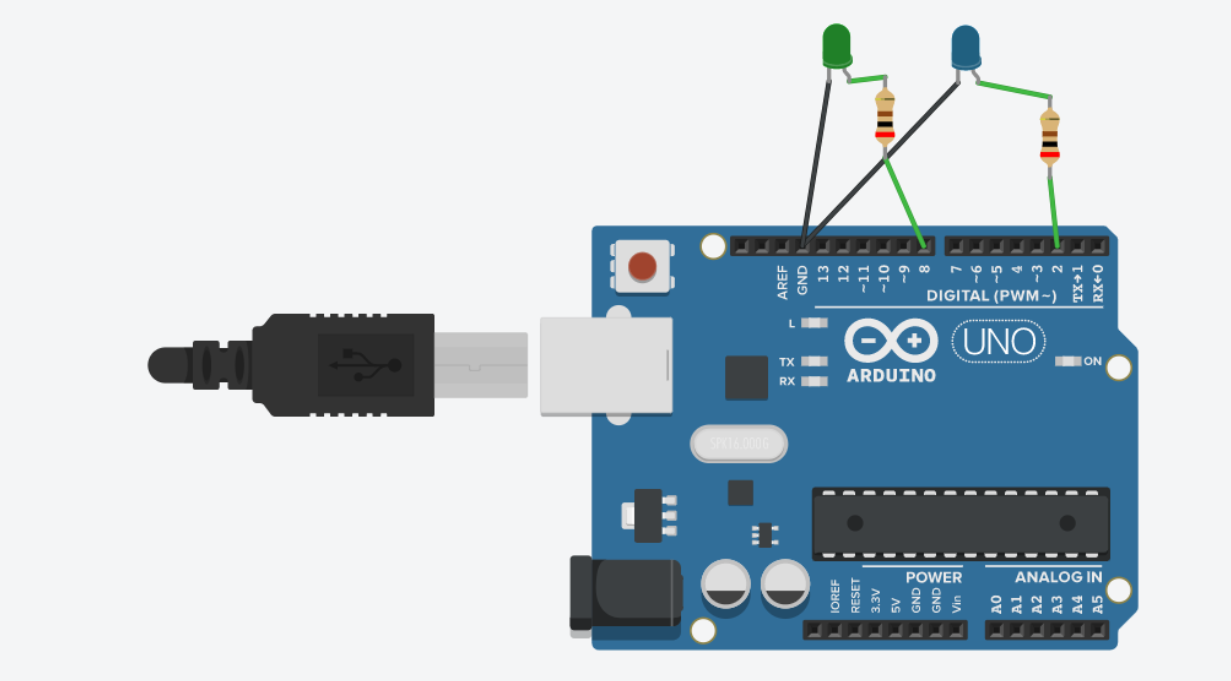 AREF
GND
13
12
~11
~10
~9
8
7
~6
~5
4
~3
2
TX→1
RX←0
DIGITAL (PWM~)
L
TX
RX
ARDUINO
UNO
ON
SPK16.000G
POWER
ANALOG IN
IOREF
RESET
3.3V
5V
GND
GND
Vin
A0
A1
A2
A3
A4
A5